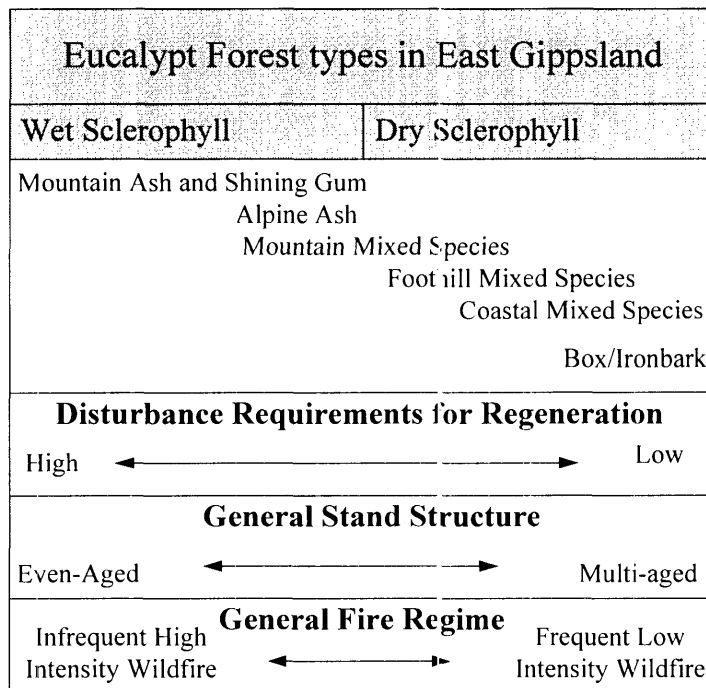 Eucalypt Forest types in East Gippsland
Wet Sclerophyll Dry Sclerophyll
Mountain Ash and Shining Gum
Alpine Ash
Mountain Mixed Species
Foothill Mixed Species
Coastal Mixed Species
Box/Ironbark
Disturbance Requirements for Regeneration
High Low
General Stand Structure
Even-Aged Multi-aged
General Fire Regime
Infrequent High Frequent Low
Intensity Wildfire Intensity Wildfire